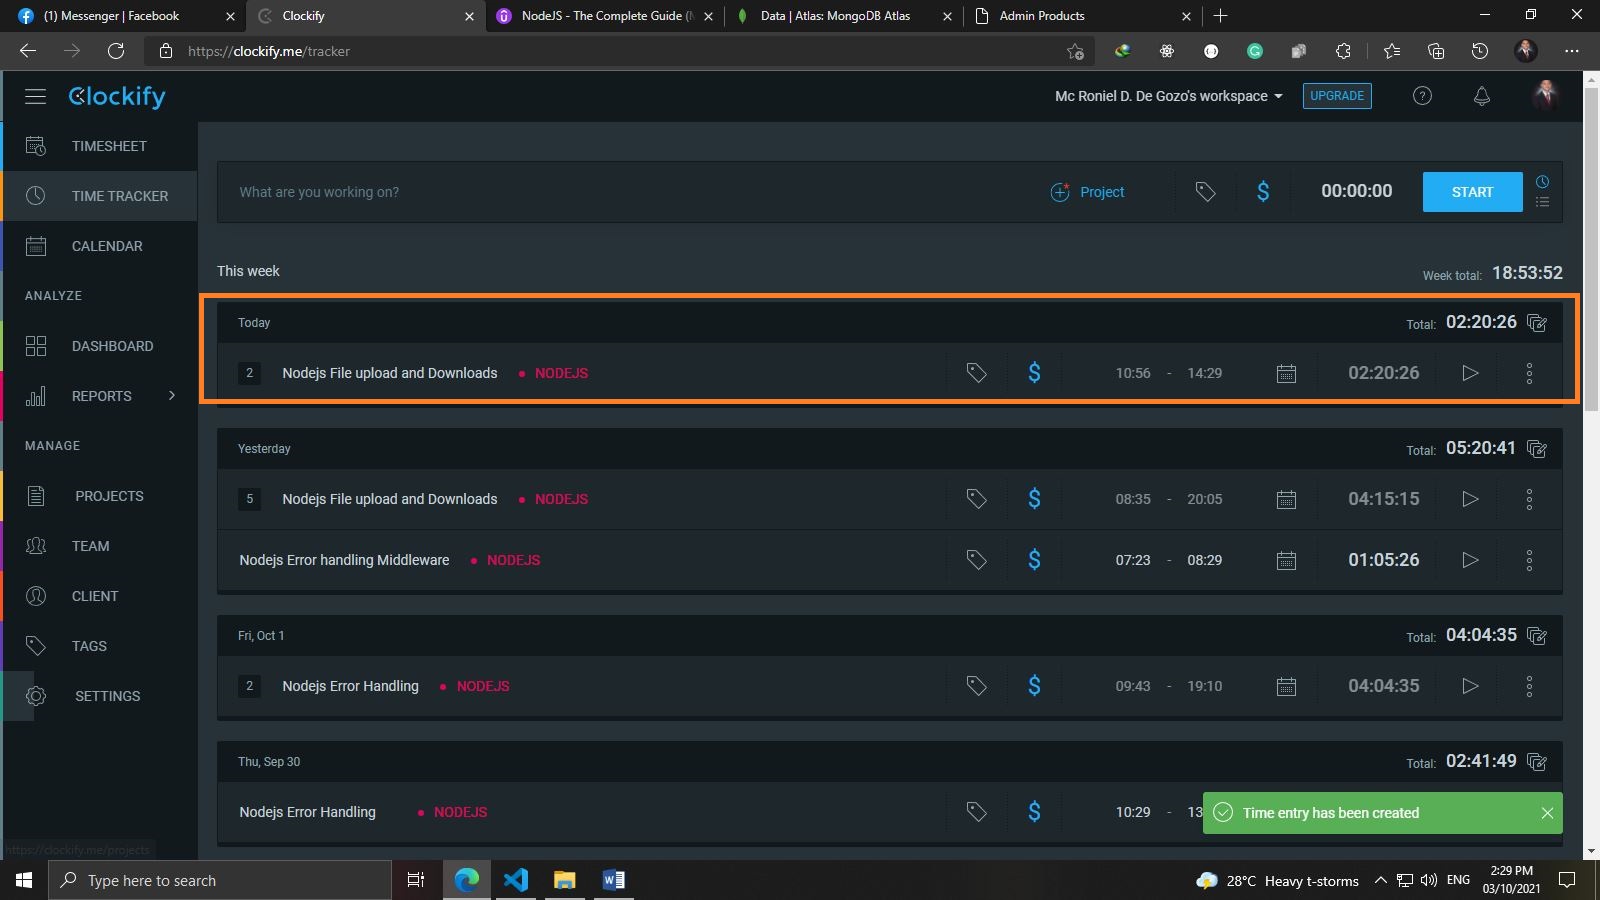 (1) Messenger | Facebook
Clockify
NodeJS - The Complete Guide (
Data | Atlas: MongoDB Atlas
Admin Products
https://clockify.me/tracker
Clockify
Mc Roniel D. De Gozo's workspace
UPGRADE
TIMESHEET
TIME TRACKER
CALENDAR
ANALYZE
DASHBOARD
REPORTS
MANAGE
PROJECTS
TEAM
CLIENT
TAGS
SETTINGS
https://clockify.me/projects
What are you working on?
Project
$
00:00:00
START
This week
Week total: 18:53:52
Today
Total: 02:20:26
2 Nodejs File upload and Downloads • NODEJS $ 10:56 - 14:29 02:20:26
Yesterday
Total: 05:20:41
5 Nodejs File upload and Downloads • NODEJS $ 08:35 - 20:05 04:15:15
Nodejs Error handling Middleware • NODEJS $ 07:23 - 08:29 01:05:26
Fri, Oct 1
Total: 04:04:35
2 Nodejs Error Handling • NODEJS $ 09:43 - 19:10 04:04:35
Thu, Sep 30
Total: 02:41:49
Nodejs Error Handling • NODEJS $ 10:29 - 13
Time entry has been created
Type here to search
28°C Heavy t-storms
ENG
2:29 PM
03/10/2021